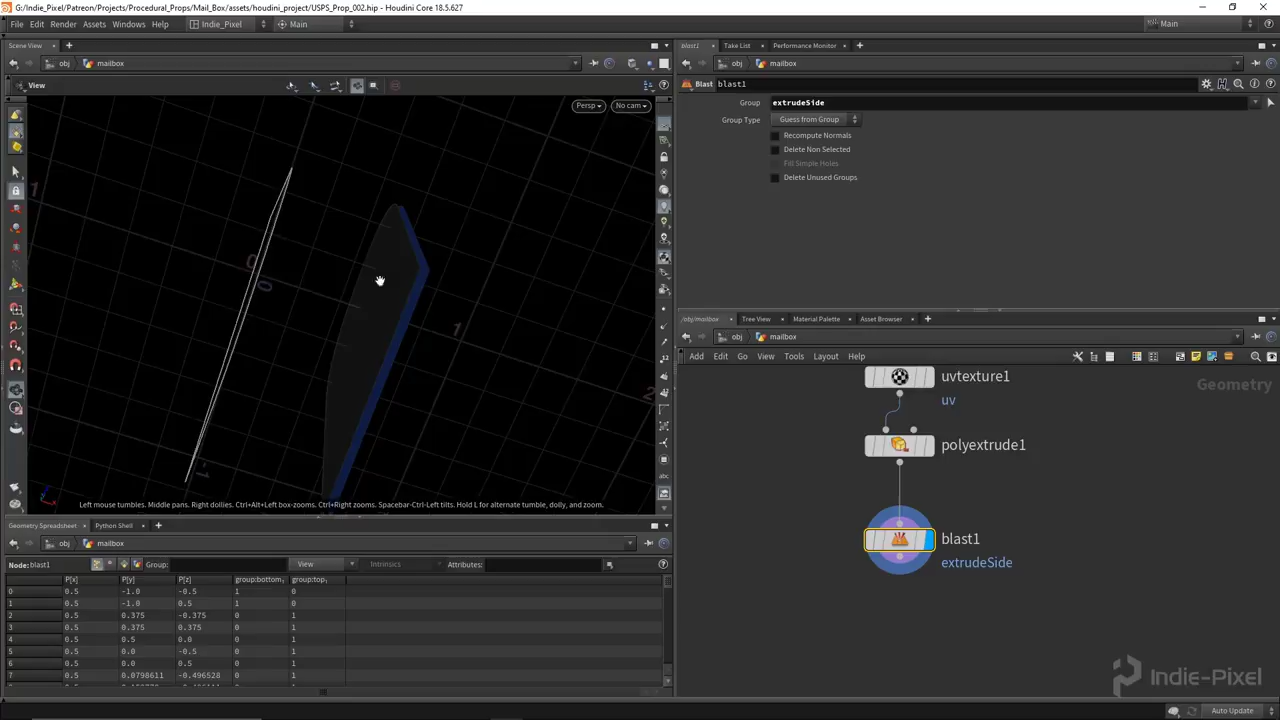 G:/Indie_Pixel/Patreon/Projects/Procedural_Props/Mail_Box/assets/houdini_project/USPS_Prop_002.hip - Houdini Core 18.5.627
File Edit Render Assets Windows Help Indie_Pixel Main Main
Scene View
obj mailbox
View
Persp No cam
1
0
0
1
2
-1
Left mouse tumbles. Middle pans. Right dollies. Ctrl+Alt+Left box-zooms. Ctrl+Right zooms. Spacebar-Ctrl-Left tilts. Hold L for alternate tumble, dolly, and zoom.
Geometry Spreadsheet Python Shell
obj mailbox
Node: blast1 Group: View Intrinsics Attributes:
P[x] P[y] P[z] group:bottom group:top
0 0.5 -1.0 -0.5 1 0
1 0.5 -1.0 0.5 1 0
2 0.5 0.375 -0.375 0 1
3 0.5 0.375 0.375 0 1
4 0.5 0.5 0.0 0 1
5 0.5 0.0 -0.5 0 1
6 0.5 0.0 0.5 0 1
7 0.5 0.0798611 -0.496528 0 1
blast1 Take List Performance Monitor
obj mailbox
Blast blast1
Group extrudeSide
Group Type Guess from Group
Recompute Normals
Delete Non Selected
Fill Simple Holes
Delete Unused Groups
/obj/mailbox Tree View Material Palette Asset Browser
obj mailbox
Add Edit Go View Tools Layout Help
Geometry
uvtexture1
uv
polyextrude1
blast1
extrudeSide
Indie-Pixel
Auto Update